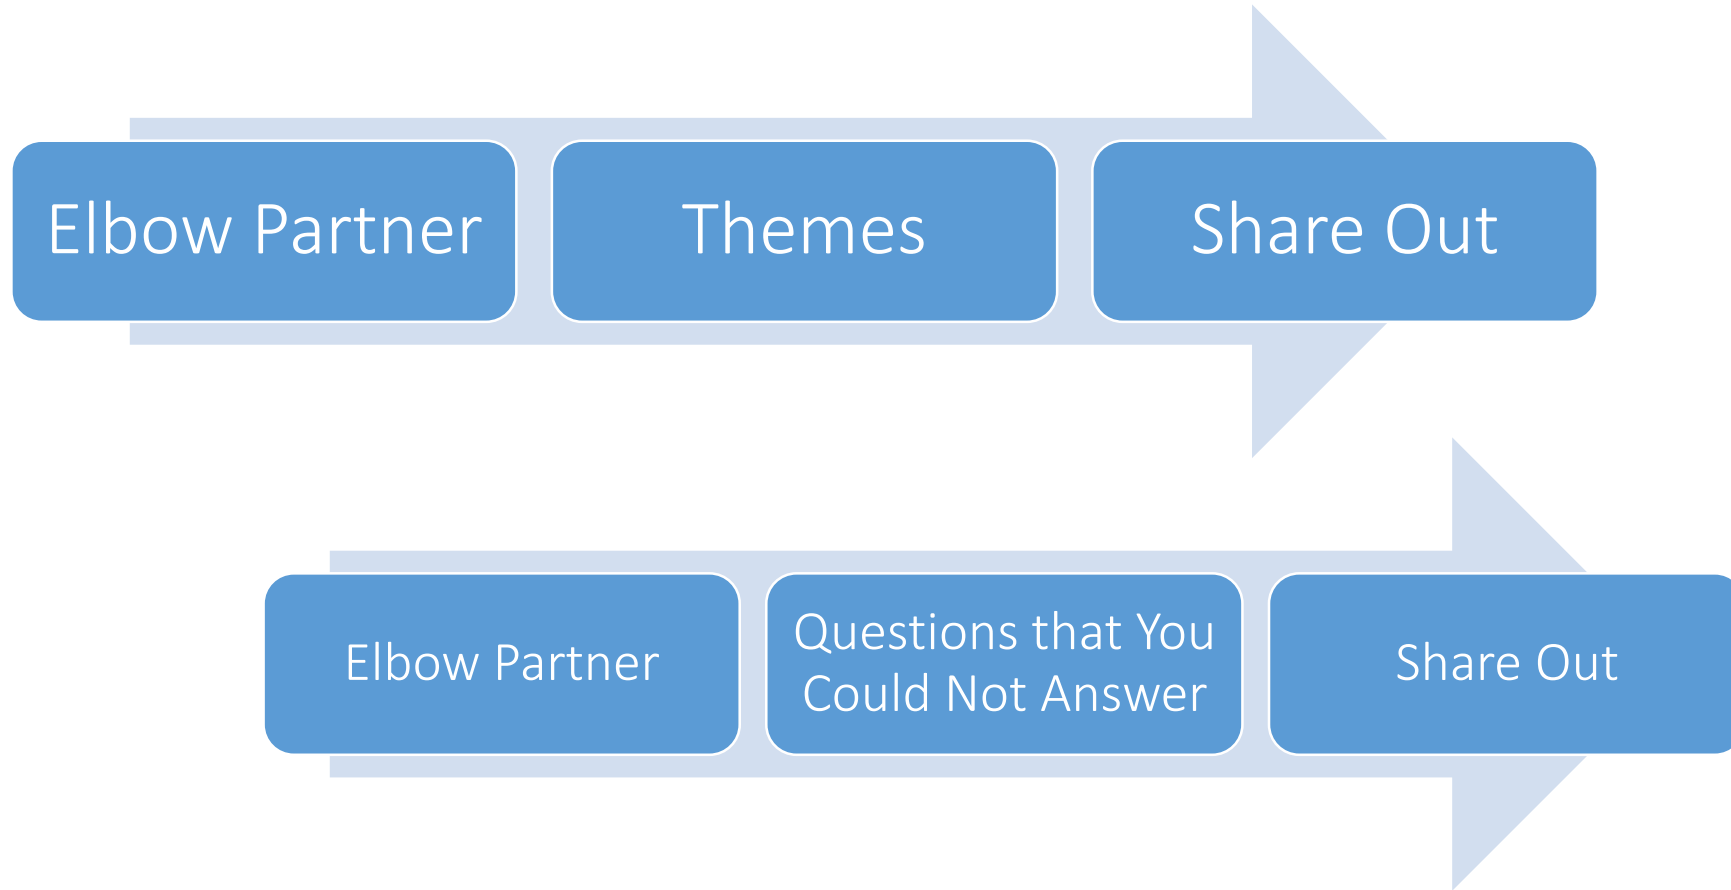 Elbow Partner
Themes
Share Out
Elbow Partner
Questions that You
Could Not Answer
Share Out